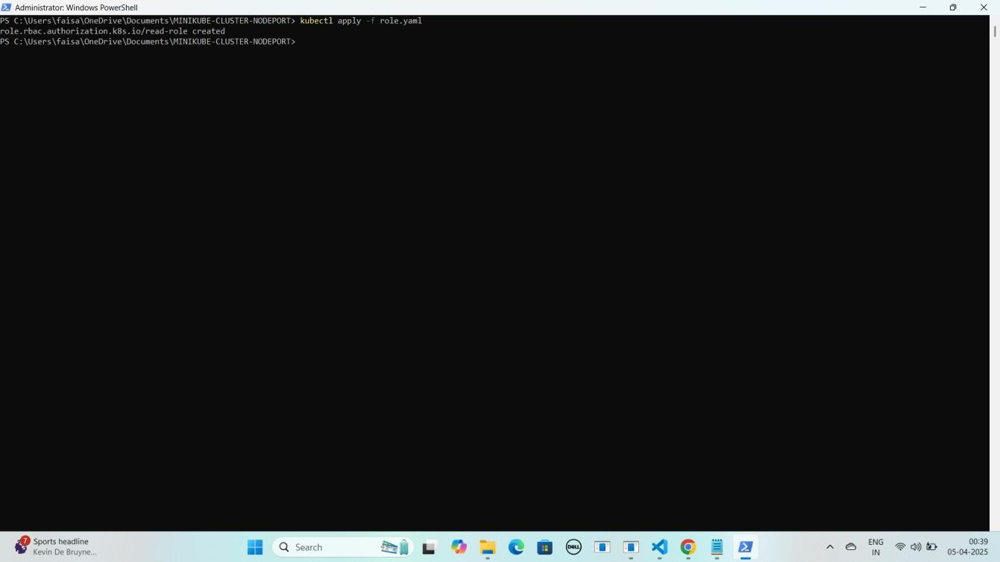 Administrator: Windows PowerShell
PS C:\Users\faisa\OneDrive\Documents\MINIKUBE-CLUSTER-NODEPORT> kubectl apply -f role.yaml
role.rbac.authorization.k8s.io/read-role created
PS C:\Users\faisa\OneDrive\Documents\MINIKUBE-CLUSTER-NODEPORT>
7
Sports headline
Kevin De Bruyne...
Search
DELL
ENG
IN
00:39
05-04-2025